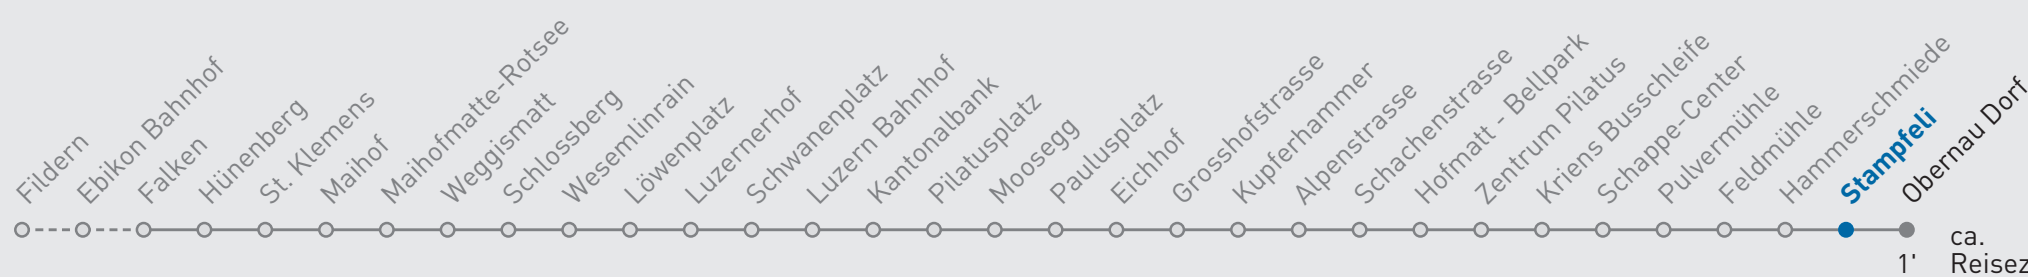 Fildern
Ebikon Bahnhof
Falken
Hünenberg
St. Klemens
Maihof
Maihofmatte-Rotsee
Weggismatt
Schlossberg
Wesemlinrain
Löwenplatz
Luzernerhof
Schwanenplatz
Luzern Bahnhof
Kantonalbank
Pilatusplatz
Moosegg
Paulusplatz
Eichhof
Grosshofstrasse
Kupferhammer
Alpenstrasse
Schachenstrasse
Hofmatt - Bellpark
Zentrum Pilatus
Kriens Busschleife
Schappe-Center
Pulvermühle
Feldmühle
Hammerschmiede
Stampfeli
Obernau Dorf
ca.
1' Reisez